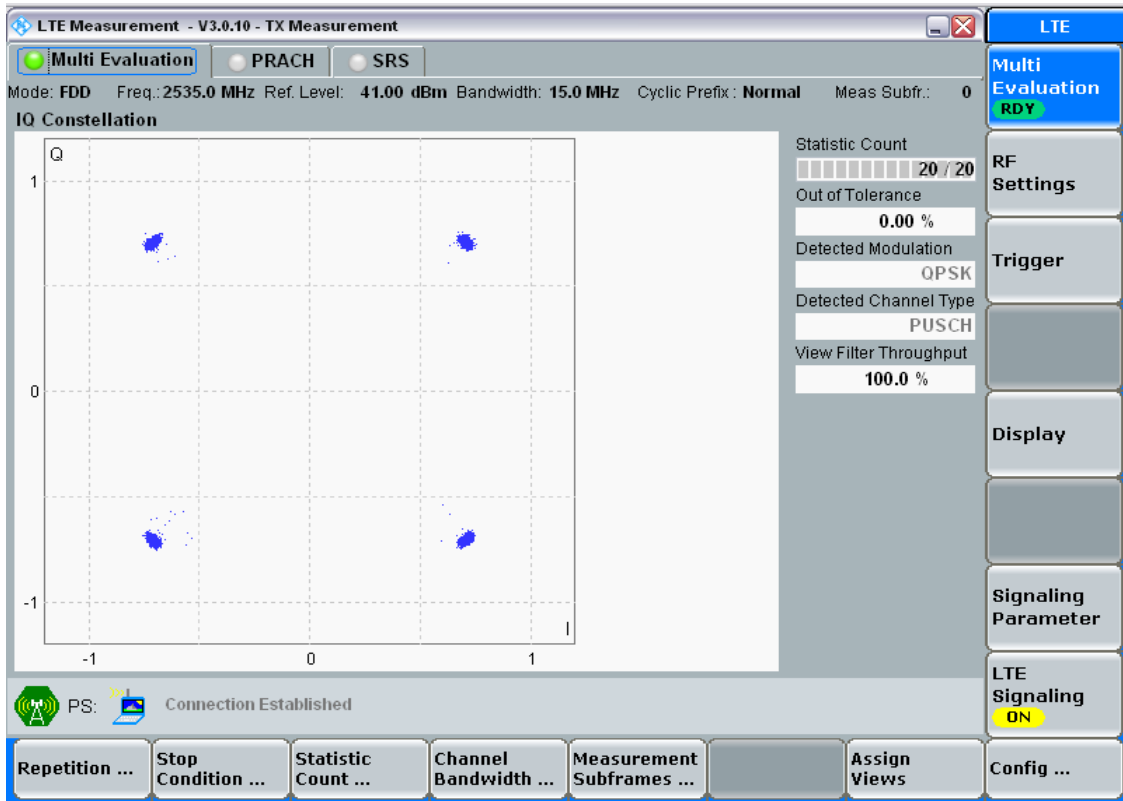 LTE Measurement - V3.0.10 - TX Measurement
LTE
Multi Evaluation PRACH SRS
Mode: FDD Freq.: 2535.0 MHz Ref. Level: 41.00 dBm Bandwidth: 15.0 MHz Cyclic Prefix : Normal Meas Subfr.: 0
IQ Constellation
Q
1
0
-1
-1 0 1
I
Statistic Count
20 / 20
Out of Tolerance
0.00 %
Detected Modulation
QPSK
Detected Channel Type
PUSCH
View Filter Throughput
100.0 %
Multi
Evaluation
RDY
RF
Settings
Trigger
Display
Signaling
Parameter
LTE
Signaling
ON
PS: Connection Established
Repetition ...
Stop
Condition ...
Statistic
Count ...
Channel
Bandwidth ...
Measurement
Subframes ...
Assign
Views
Config ...